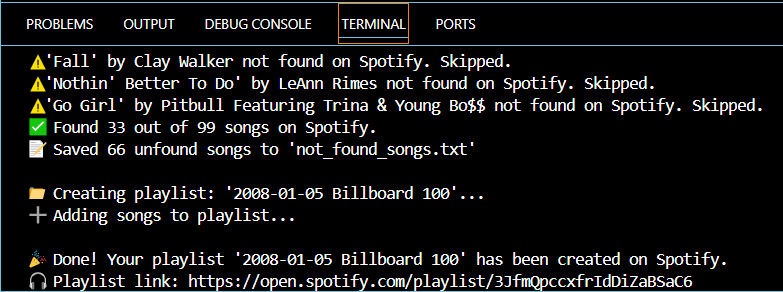 PROBLEMS OUTPUT DEBUG CONSOLE TERMINAL PORTS
⚠️'Fall' by Clay Walker not found on Spotify. Skipped.
⚠️'Nothin' Better To Do' by LeAnn Rimes not found on Spotify. Skipped.
⚠️'Go Girl' by Pitbull Featuring Trina & Young Bo$$ not found on Spotify. Skipped.
✅ Found 33 out of 99 songs on Spotify.
📝 Saved 66 unfound songs to 'not_found_songs.txt'
📁 Creating playlist: '2008-01-05 Billboard 100'...
➕ Adding songs to playlist...
🎉 Done! Your playlist '2008-01-05 Billboard 100' has been created on Spotify.
🎧 Playlist link: https://open.spotify.com/playlist/3JfmQpccxfrIdDiZaBSaC6